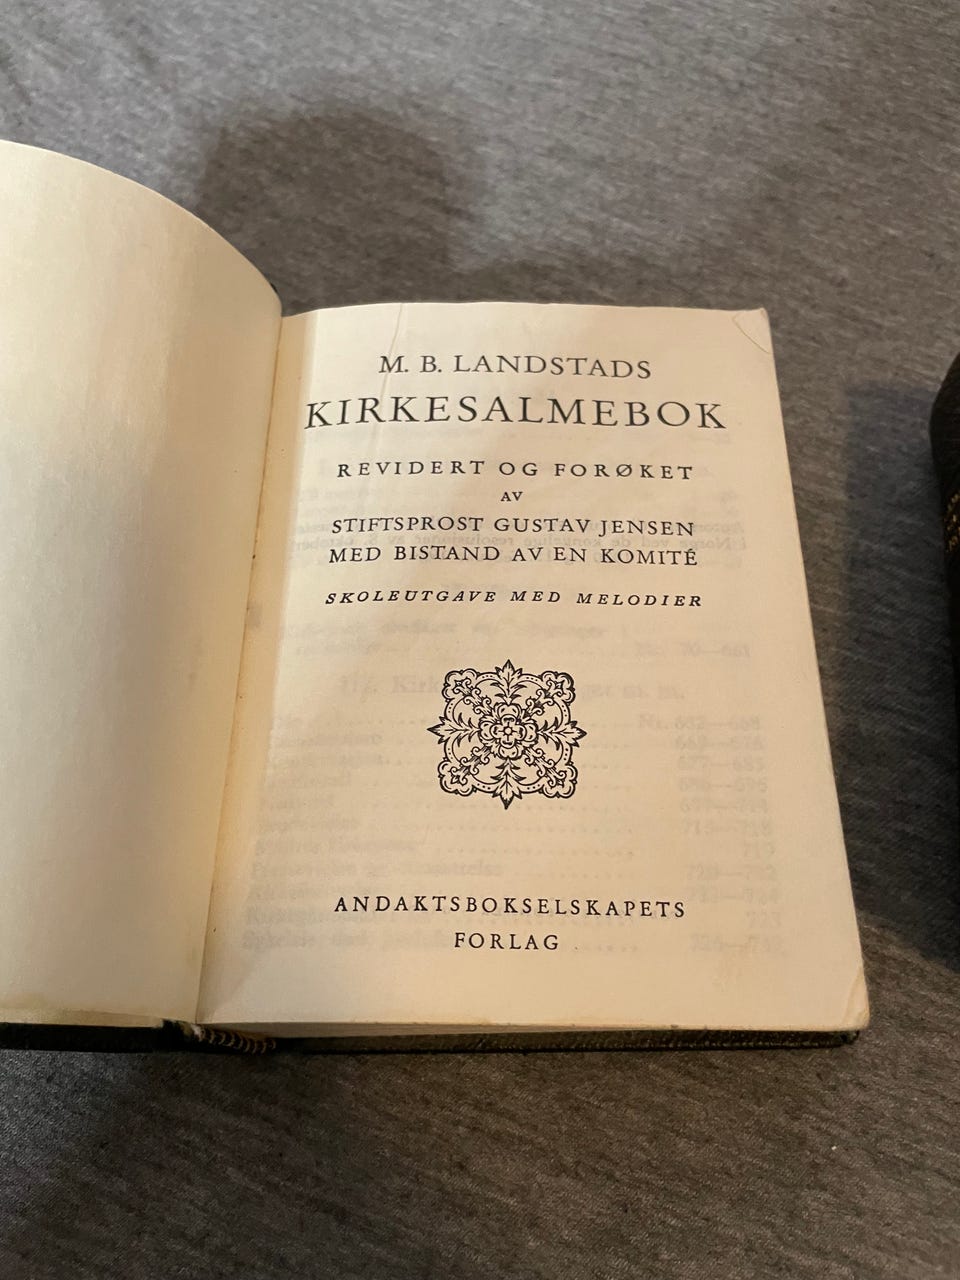 M. B. LANDSTADS
KIRKESALMEBOK
REVIDERT OG FORØKET
AV
STIFTSPROST GUSTAV JENSEN
MED BISTAND AV EN KOMITÉ
SKOLEUTGAVE MED MELODIER
ANDAKTSBOKSELSKAPETS
FORLAG